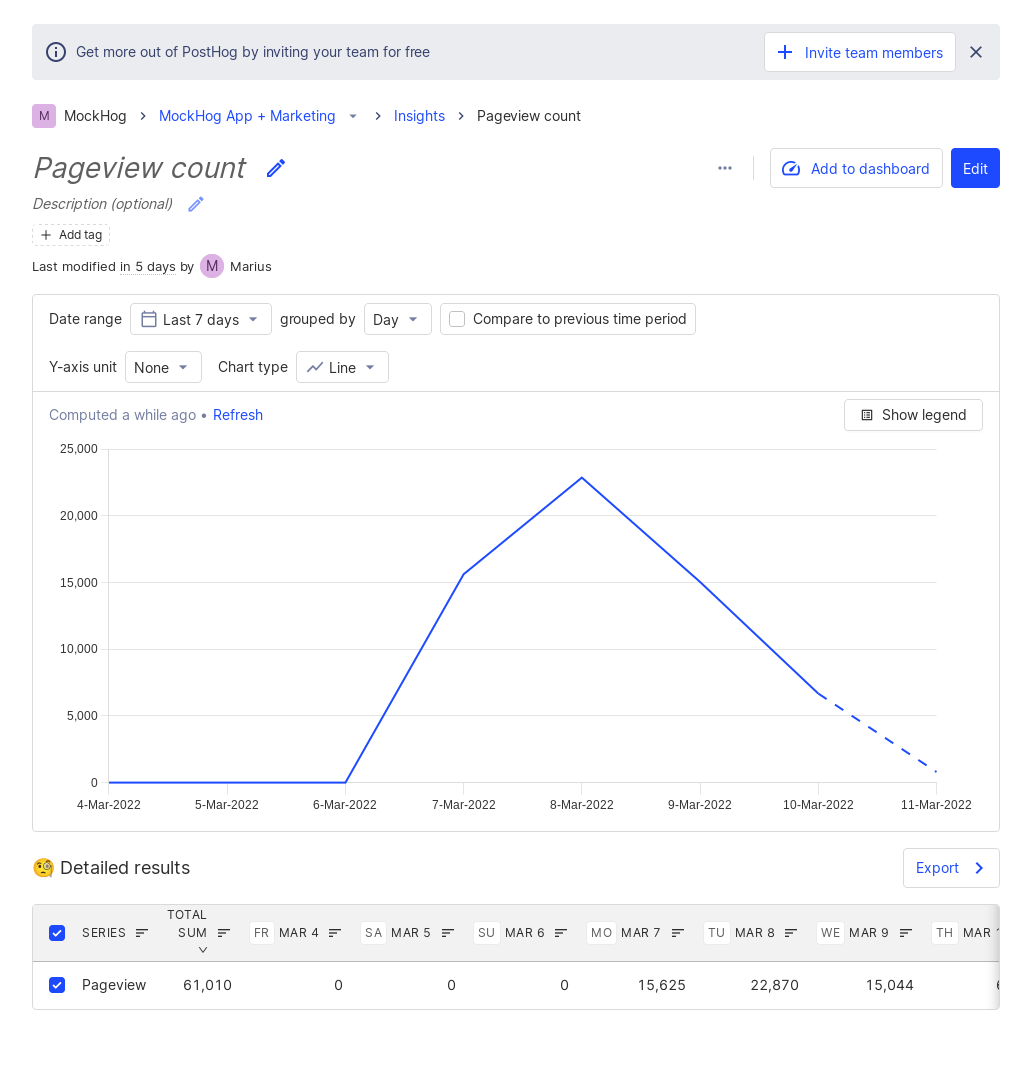 Get more out of PostHog by inviting your team for free
Invite team members
M MockHog > MockHog App + Marketing > Insights > Pageview count
Pageview count
Add to dashboard
Edit
Description (optional)
Add tag
Last modified in 5 days by M Marius
Date range Last 7 days grouped by Day Compare to previous time period
Y-axis unit None Chart type Line
Computed a while ago • Refresh
Show legend
25,000
20,000
15,000
10,000
5,000
0
4-Mar-2022 5-Mar-2022 6-Mar-2022 7-Mar-2022 8-Mar-2022 9-Mar-2022 10-Mar-2022 11-Mar-2022
🧐 Detailed results
Export
SERIES TOTAL SUM FR MAR 4 SA MAR 5 SU MAR 6 MO MAR 7 TU MAR 8 WE MAR 9 TH MAR
Pageview 61,010 0 0 0 15,625 22,870 15,044